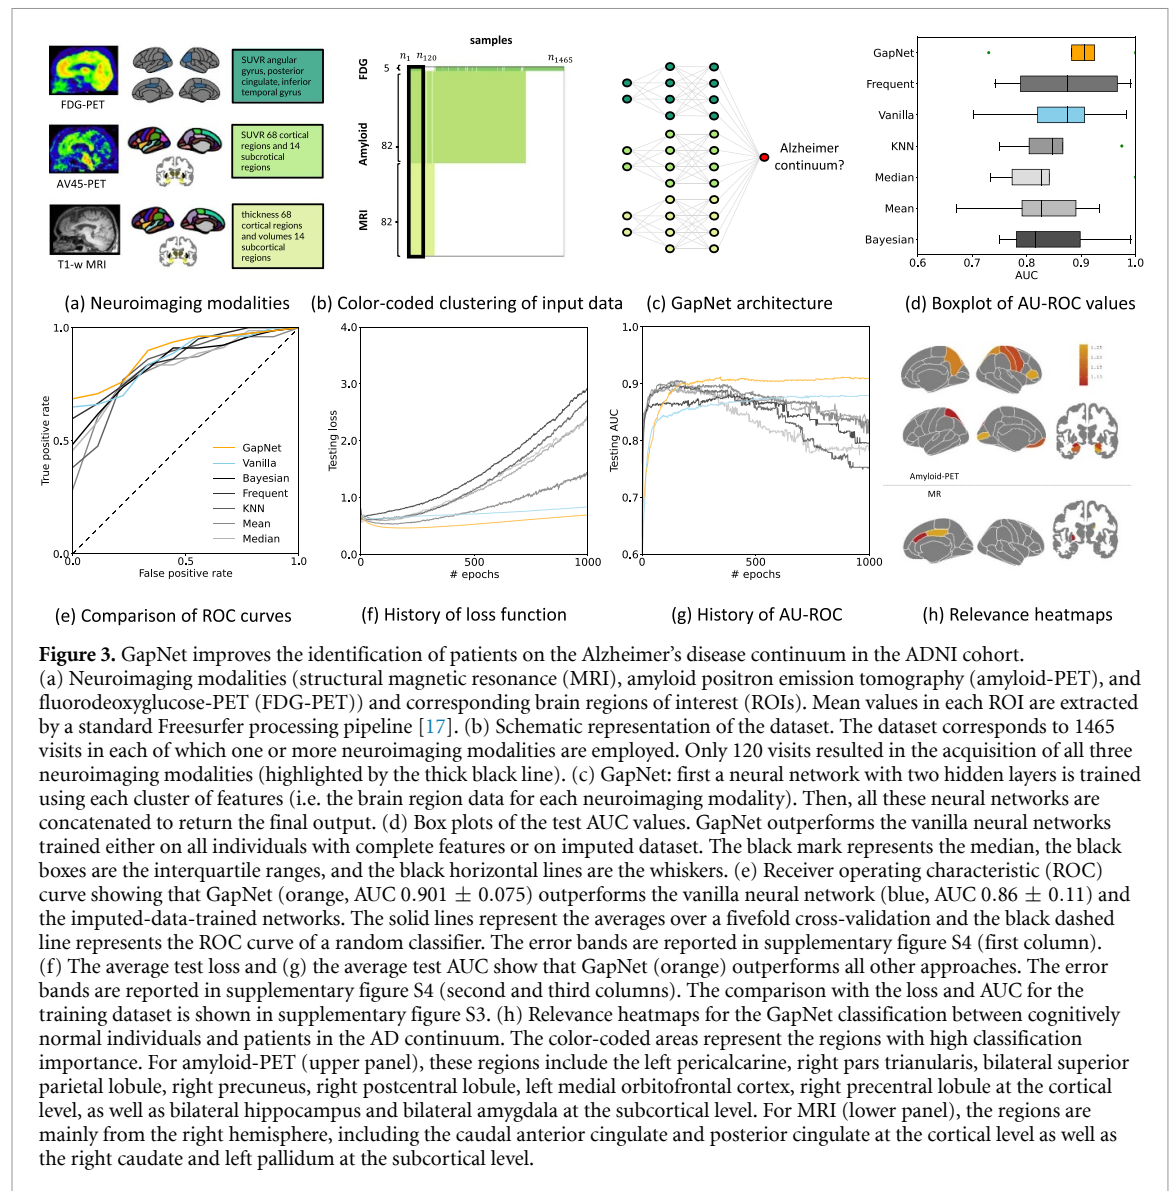 FDG-PET
SUVR angular
gyrus, posterior
cingulate, inferior
temporal gyrus
AV45-PET
SUVR 68 cortical
regions and 14
subcrotical
regions
T1-w MRI
thickness 68
cortical regions
and volumes 14
subcortical
regions
(a) Neuroimaging modalities
samples
n1 n120 n1465
FDG 5
Amyloid 82
MRI 82
(b) Color-coded clustering of input data
Alzheimer
continuum?
(c) GapNet architecture
GapNet
Frequent
Vanilla
KNN
Median
Mean
Bayesian
0.6 0.7 0.8 0.9 1.0
AUC
(d) Boxplot of AU-ROC values
True positive rate
1.0
0.5
0.0
GapNet
Vanilla
Bayesian
Frequent
KNN
Mean
Median
0.0 0.5 1.0
False positive rate
(e) Comparison of ROC curves
Testing loss
4.0
3.0
2.0
1.0
0.0
0 500 1000
# epochs
(f) History of loss function
Testing AUC
1.0
0.9
0.8
0.7
0.6
0 500 1000
# epochs
(g) History of AU-ROC
Amyloid-PET
MR
(h) Relevance heatmaps
Figure 3. GapNet improves the identification of patients on the Alzheimer's disease continuum in the ADNI cohort.
(a) Neuroimaging modalities (structural magnetic resonance (MRI), amyloid positron emission tomography (amyloid-PET), and
fluorodeoxyglucose-PET (FDG-PET)) and corresponding brain regions of interest (ROIs). Mean values in each ROI are extracted
by a standard Freesurfer processing pipeline [17]. (b) Schematic representation of the dataset. The dataset corresponds to 1465
visits in each of which one or more neuroimaging modalities are employed. Only 120 visits resulted in the acquisition of all three
neuroimaging modalities (highlighted by the thick black line). (c) GapNet: first a neural network with two hidden layers is trained
using each cluster of features (i.e. the brain region data for each neuroimaging modality). Then, all these neural networks are
concatenated to return the final output. (d) Box plots of the test AUC values. GapNet outperforms the vanilla neural networks
trained either on all individuals with complete features or on imputed dataset. The black mark represents the median, the black
boxes are the interquartile ranges, and the black horizontal lines are the whiskers. (e) Receiver operating characteristic (ROC)
curve showing that GapNet (orange, AUC 0.901 ± 0.075) outperforms the vanilla neural network (blue, AUC 0.86 ± 0.11) and
the imputed-data-trained networks. The solid lines represent the averages over a fivefold cross-validation and the black dashed
line represents the ROC curve of a random classifier. The error bands are reported in supplementary figure S4 (first column).
(f) The average test loss and (g) the average test AUC show that GapNet (orange) outperforms all other approaches. The error
bands are reported in supplementary figure S4 (second and third columns). The comparison with the loss and AUC for the
training dataset is shown in supplementary figure S3. (h) Relevance heatmaps for the GapNet classification between cognitively
normal individuals and patients in the AD continuum. The color-coded areas represent the regions with high classification
importance. For amyloid-PET (upper panel), these regions include the left pericalcarine, right pars trianularis, bilateral superior
parietal lobule, right precuneus, right postcentral lobule, left medial orbitofrontal cortex, right precentral lobule at the cortical
level, as well as bilateral hippocampus and bilateral amygdala at the subcortical level. For MRI (lower panel), the regions are
mainly from the right hemisphere, including the caudal anterior cingulate and posterior cingulate at the cortical level as well as
the right caudate and left pallidum at the subcortical level.